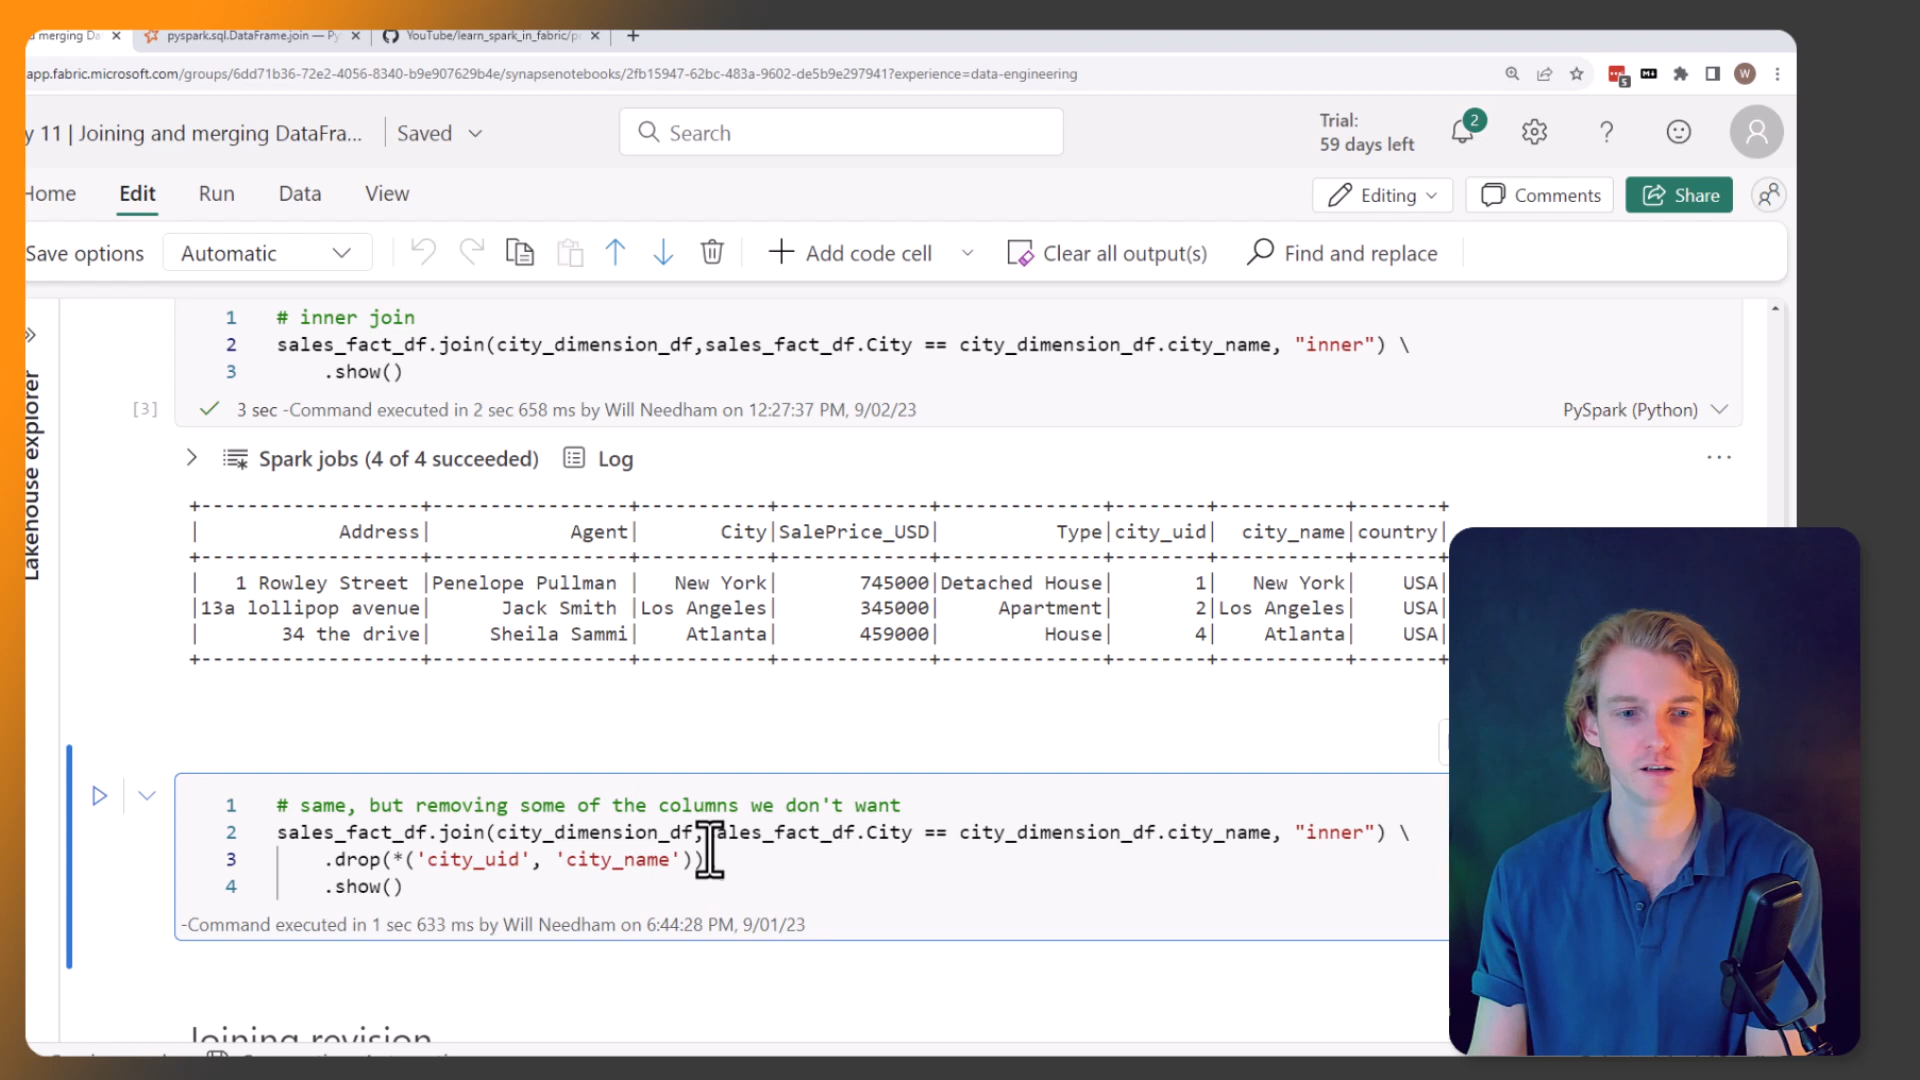 d merging Da
pyspark.sql.DataFrame.join — Py
YouTube/learn_spark_in_fabric/p
app.fabric.microsoft.com/groups/6dd71b36-72e2-4056-8340-b9e907629b4e/synapsenotebooks/2fb15947-62bc-483a-9602-de5b9e297941?experience=data-engineering
5
W
y 11 | Joining and merging DataFra...
Saved
Search
Trial:
59 days left
2
Home
Edit
Run
Data
View
Editing
Comments
Share
Save options
Automatic
Add code cell
Clear all output(s)
Find and replace
Lakehouse explorer
1 # inner join
2 sales_fact_df.join(city_dimension_df,sales_fact_df.City == city_dimension_df.city_name, "inner") \
3 .show()
[3]
3 sec -Command executed in 2 sec 658 ms by Will Needham on 12:27:37 PM, 9/02/23
PySpark (Python)
Spark jobs (4 of 4 succeeded)
Log
...
+------------------+----------------+-----------+-------------+--------------+--------+-----------+-------+
| Address| Agent| City|SalePrice_USD| Type|city_uid| city_name|country|
+------------------+----------------+-----------+-------------+--------------+--------+-----------+-------+
| 1 Rowley Street |Penelope Pullman | New York| 745000|Detached House| 1| New York| USA|
|13a lollipop avenue| Jack Smith |Los Angeles| 345000| Apartment| 2|Los Angeles| USA|
| 34 the drive| Sheila Sammi| Atlanta| 459000| House| 4| Atlanta| USA|
+------------------+----------------+-----------+-------------+--------------+--------+-----------+-------+
1 # same, but removing some of the columns we don't want
2 sales_fact_df.join(city_dimension_df,sales_fact_df.City == city_dimension_df.city_name, "inner") \
3 .drop(*('city_uid', 'city_name'))
4 .show()
-Command executed in 1 sec 633 ms by Will Needham on 6:44:28 PM, 9/01/23
Joining revision